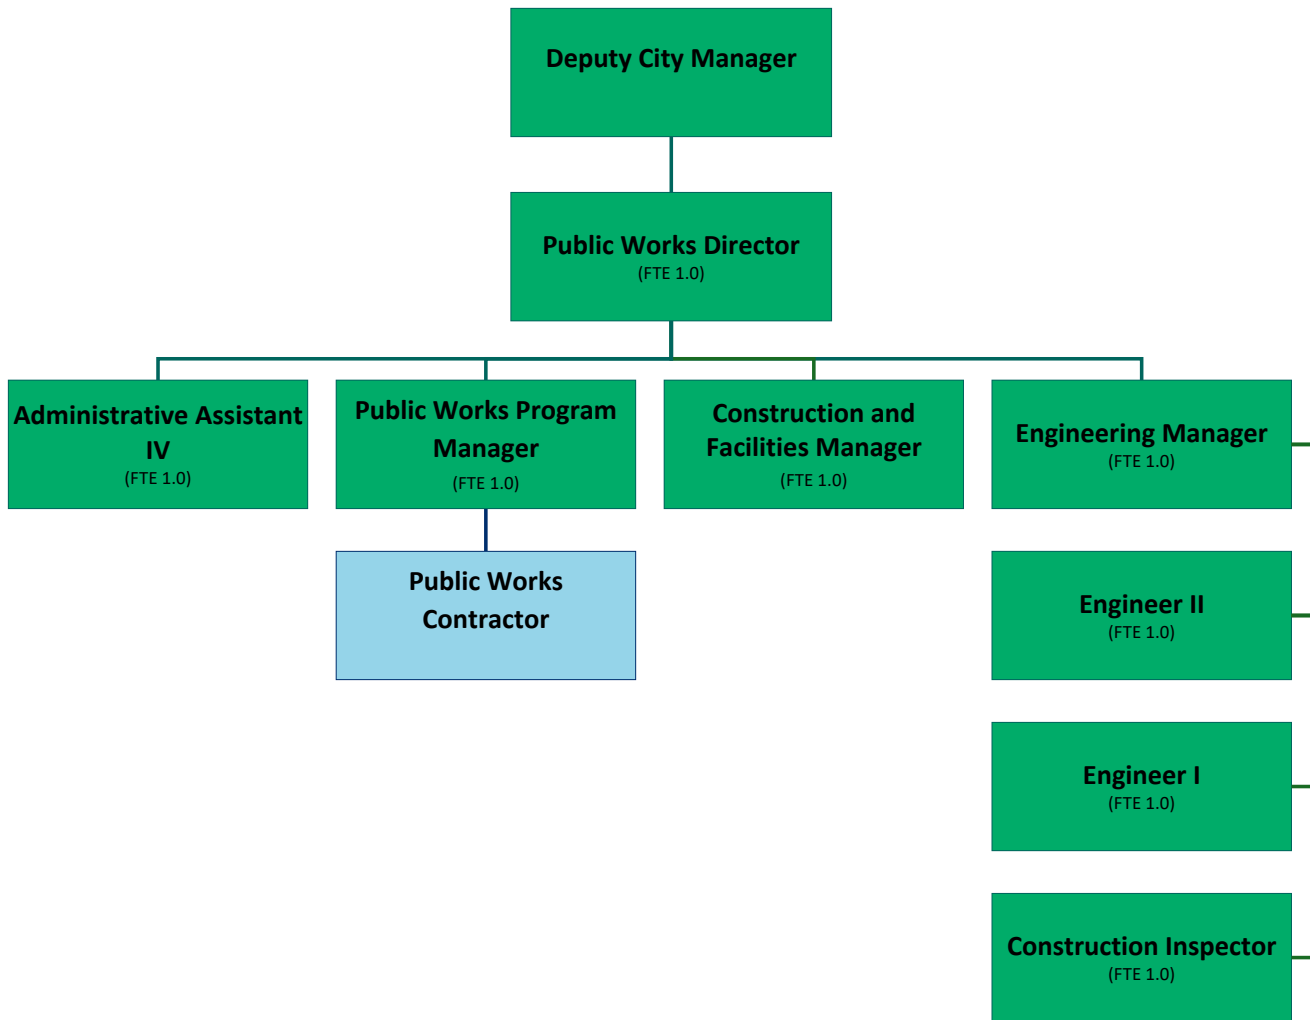 Deputy City Manager
Public Works Director
(FTE 1.0)
Administrative Assistant
IV
(FTE 1.0)
Public Works Program
Manager
(FTE 1.0)
Construction and
Facilities Manager
(FTE 1.0)
Engineering Manager
(FTE 1.0)
Public Works
Contractor
Engineer II
(FTE 1.0)
Engineer I
(FTE 1.0)
Construction Inspector
(FTE 1.0)